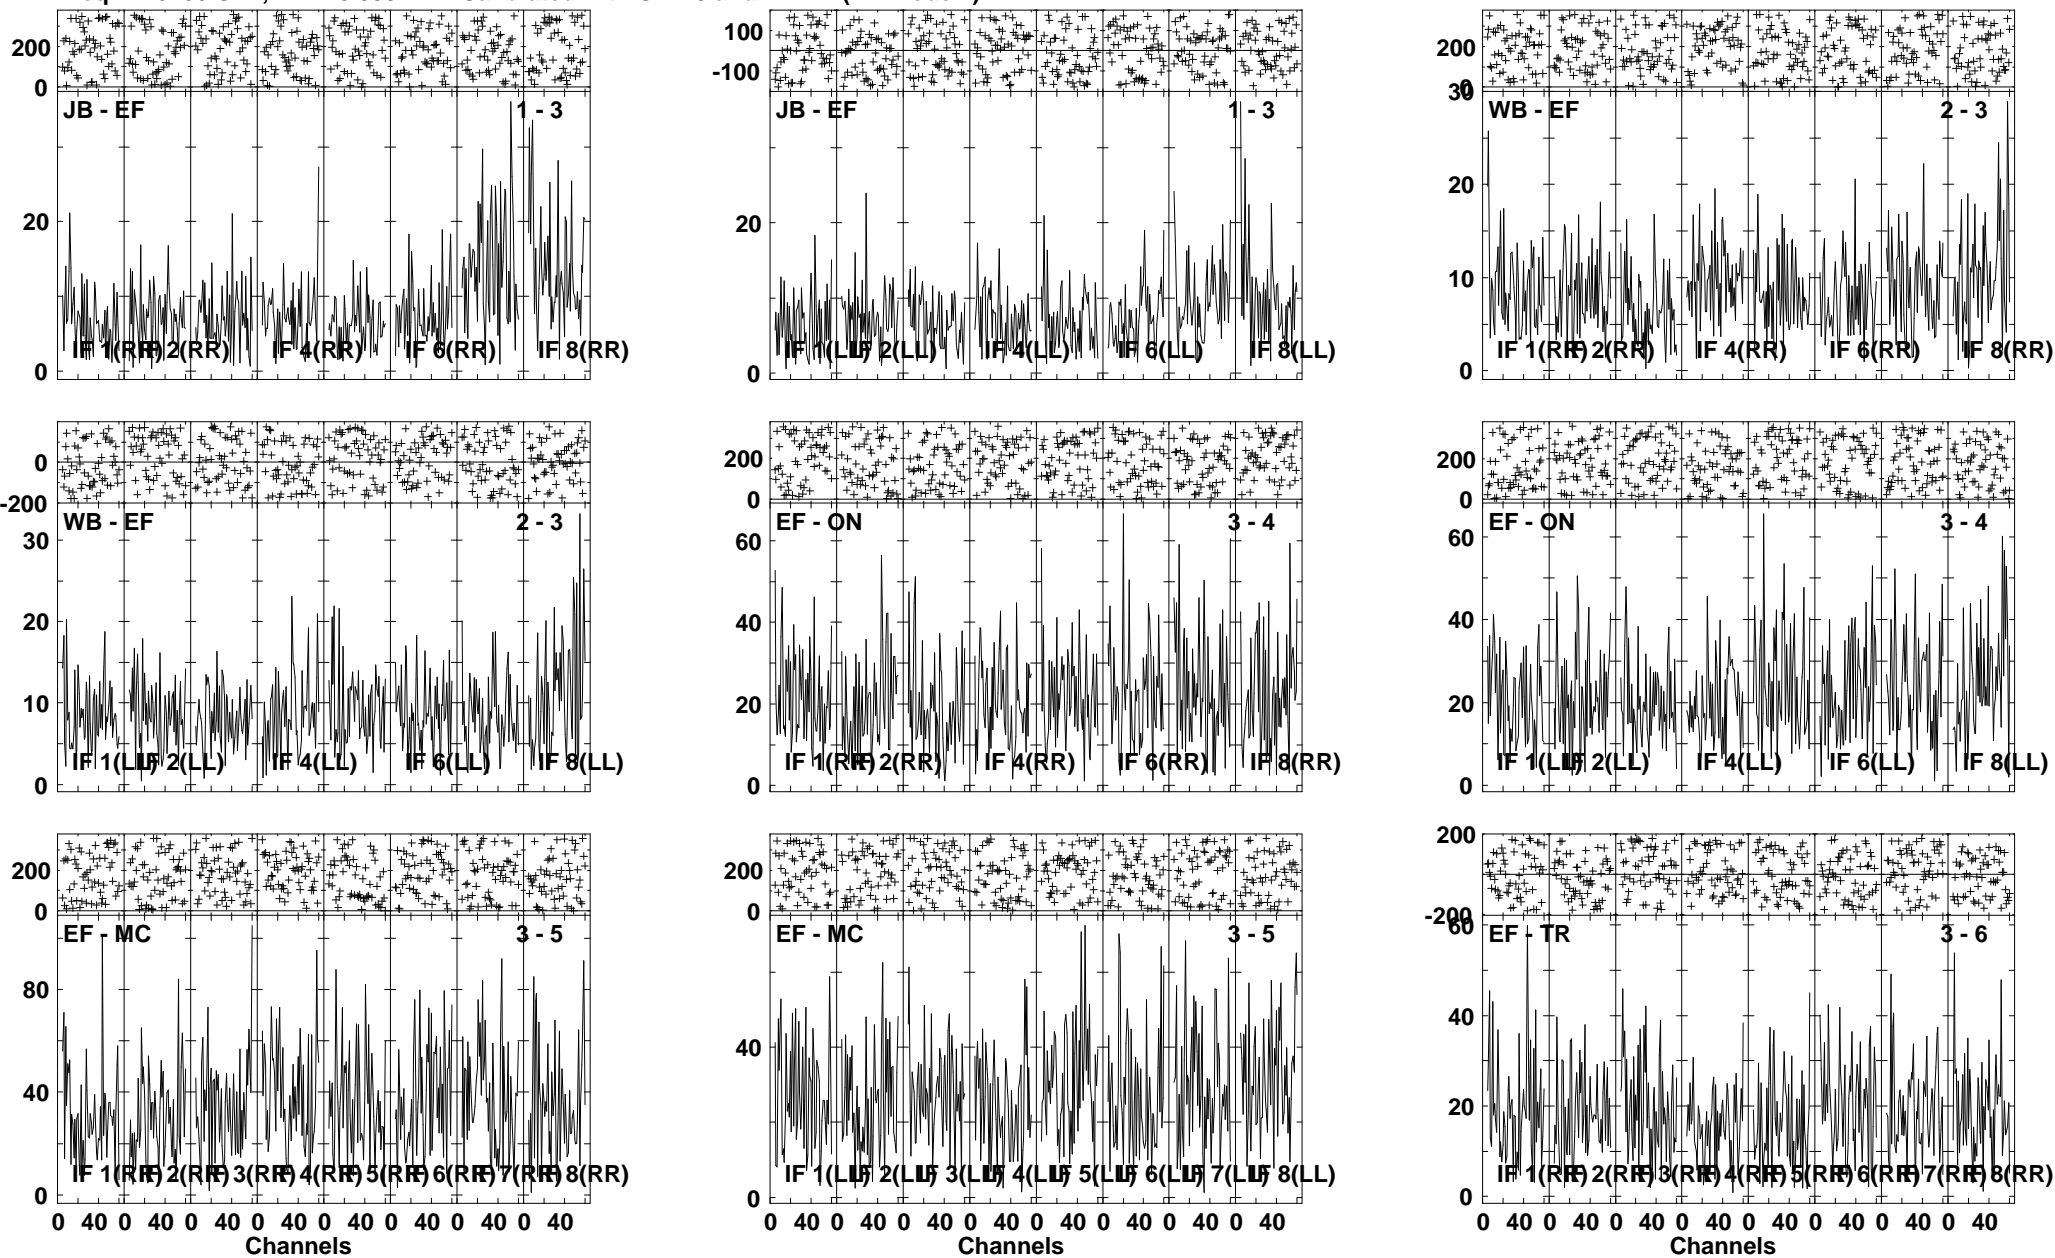 200
0
100
-100
200
0
JB - EF 1 - 3
JB - EF 1 - 3
30
WB - EF 2 - 3
20
0
20
0
20
10
0
IF 1(RR) IF 2(RR) IF 4(RR) IF 6(RR) IF 8(RR)
IF 1(LL) IF 2(LL) IF 4(LL) IF 6(LL) IF 8(LL)
IF 1(RR) IF 2(RR) IF 4(RR) IF 6(RR) IF 8(RR)
0
-200
200
0
200
0
WB - EF 2 - 3
EF - ON 3 - 4
EF - ON 3 - 4
30
20
10
0
60
40
20
0
60
40
20
0
IF 1(LL) IF 2(LL) IF 4(LL) IF 6(LL) IF 8(LL)
IF 1(RR) IF 2(RR) IF 4(RR) IF 6(RR) IF 8(RR)
IF 1(LL) IF 2(LL) IF 4(LL) IF 6(LL) IF 8(LL)
200
0
200
0
200
-200
EF - MC 3 - 5
EF - MC 3 - 5
60
EF - TR 3 - 6
80
40
0
40
0
40
20
0
IF 1(RR) IF 2(RR) IF 3(RR) IF 4(RR) IF 5(RR) IF 6(RR) IF 7(RR) IF 8(RR)
IF 1(LL) IF 2(LL) IF 3(LL) IF 4(LL) IF 5(LL) IF 6(LL) IF 7(LL) IF 8(LL)
IF 1(RR) IF 2(RR) IF 3(RR) IF 4(RR) IF 5(RR) IF 6(RR) IF 7(RR) IF 8(RR)
0 40 0 40 0 40 0 40 0 40 0 40 0 40 0 40
0 40 0 40 0 40 0 40 0 40 0 40 0 40 0 40
0 40 0 40 0 40 0 40 0 40 0 40 0 40 0 40
Channels
Channels
Channels